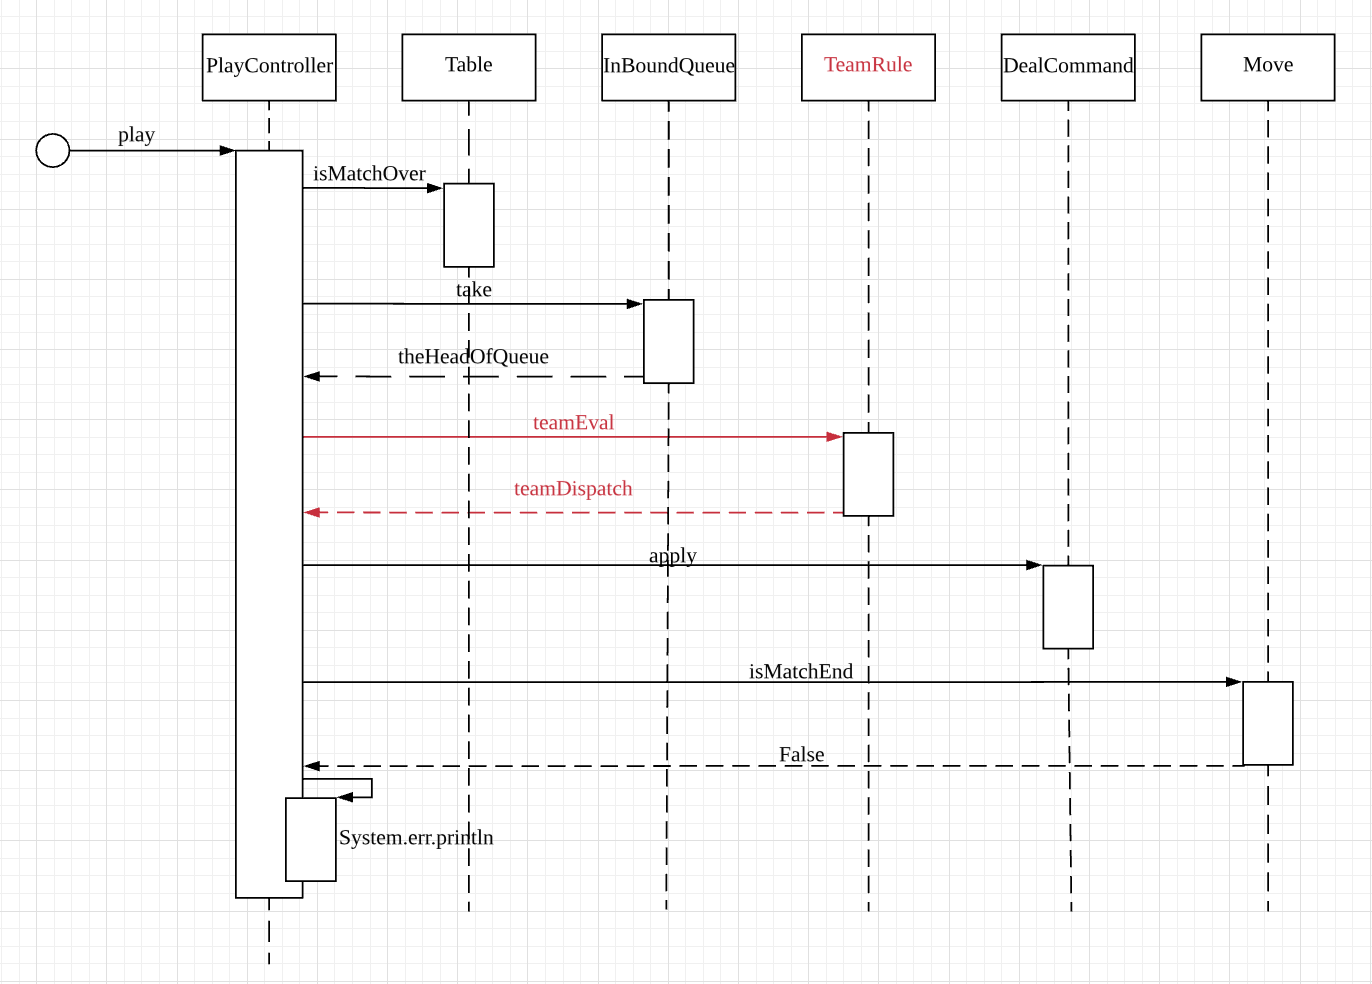 PlayController
Table
InBoundQueue
TeamRule
DealCommand
Move
play
isMatchOver
take
theHeadOfQueue
teamEval
teamDispatch
apply
isMatchEnd
False
System.err.println